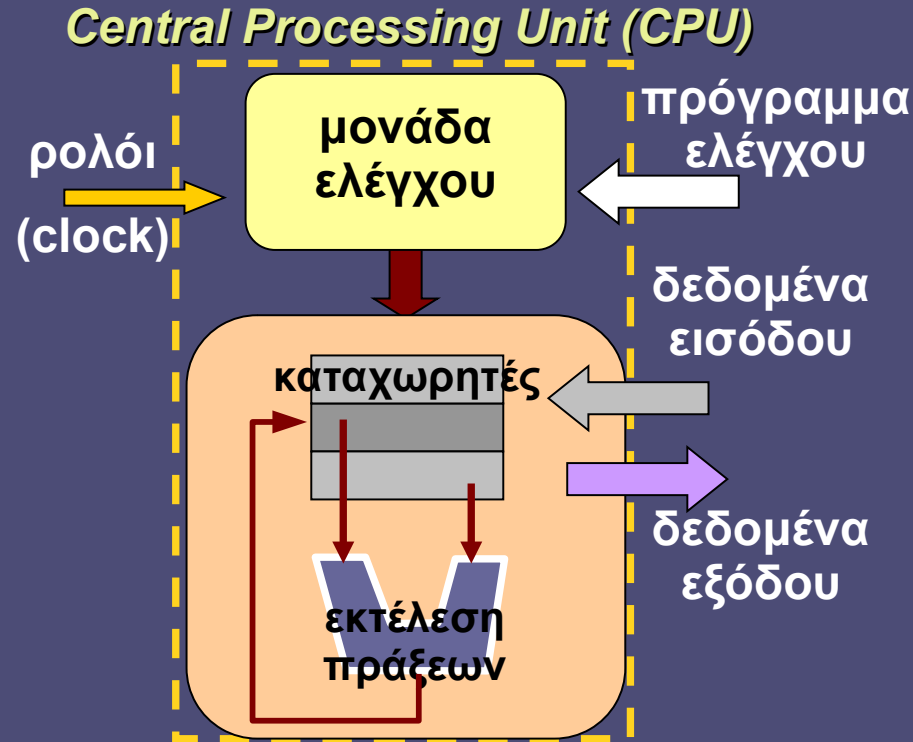 Central Processing Unit (CPU)
μονάδα
ελέγχου
πρόγραμμα
ελέγχου
ρολόι
(clock)
δεδομένα
εισόδου
καταχωρητές
δεδομένα
εξόδου
εκτέλεση
πράξεων